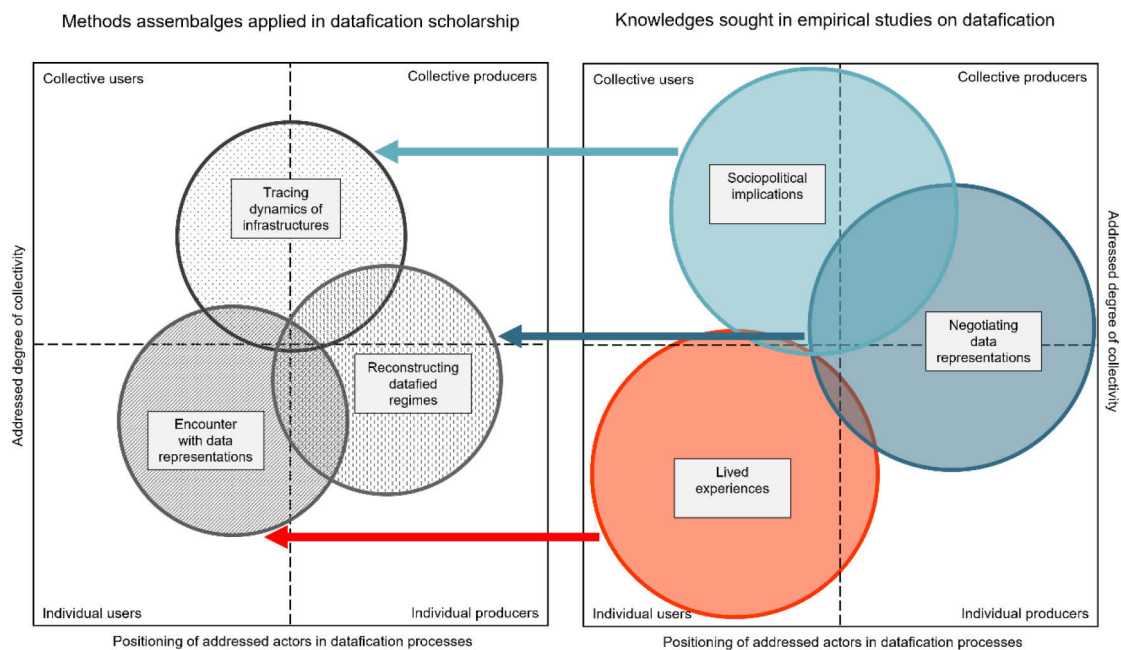 Methods assembalges applied in datafication scholarship
Knowledges sought in empirical studies on datafication
Collective users
Collective producers
Tracing
dynamics of
infrastructures
Reconstructing
datafied
regimes
Encounter
with data
representations
Individual users
Individual producers
Addressed degree of collectivity
Positioning of addressed actors in datafication processes
Collective users
Collective producers
Sociopolitical
implications
Negotiating
data
representations
Lived
experiences
Individual users
Individual producers
Addressed degree of collectivity
Positioning of addressed actors in datafication processes